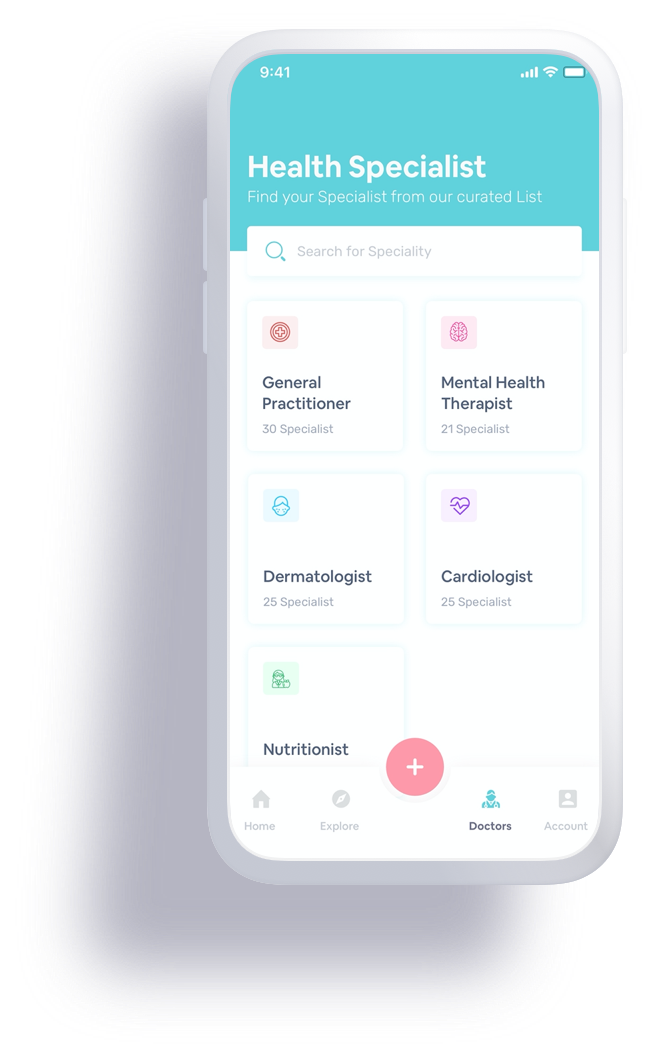 9:41
Health Specialist
Find your Specialist from our curated List
Search for Speciality
General
Practitioner
30 Specialist
Mental Health
Therapist
21 Specialist
Dermatologist
25 Specialist
Cardiologist
25 Specialist
Nutritionist
Home
Explore
Doctors
Account